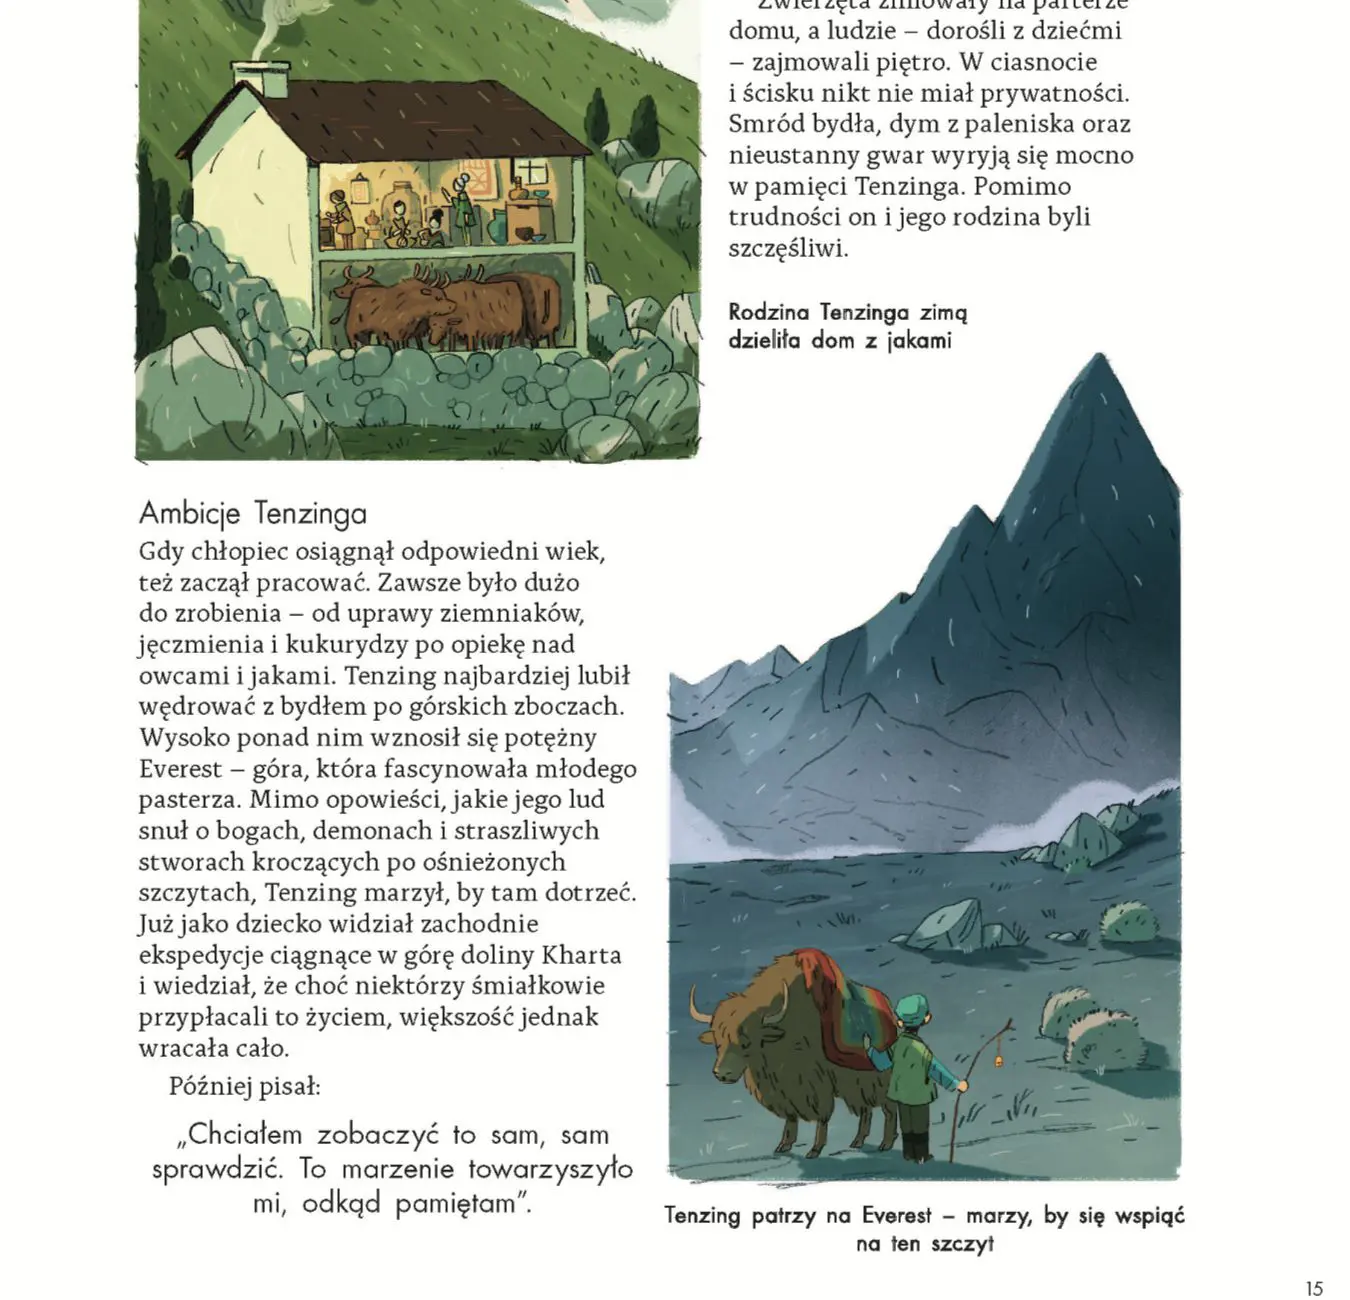 Zwierzęta zimowały na parterze
domu, a ludzie – dorośli z dziećmi
– zajmowali piętro. W ciasnocie
i ścisku nikt nie miał prywatności.
Smród bydła, dym z paleniska oraz
nieustanny gwar wyryją się mocno
w pamięci Tenzinga. Pomimo
trudności on i jego rodzina byli
szczęśliwi.
Rodzina Tenzinga zimą
dzieliła dom z jakami
Ambicje Tenzinga
Gdy chłopiec osiągnął odpowiedni wiek,
też zaczął pracować. Zawsze było dużo
do zrobienia – od uprawy ziemniaków,
jęczmienia i kukurydzy po opiekę nad
owcami i jakami. Tenzing najbardziej lubił
wędrować z bydłem po górskich zboczach.
Wysoko ponad nim wznosił się potężny
Everest – góra, która fascynowała młodego
pasterza. Mimo opowieści, jakie jego lud
snuł o bogach, demonach i straszliwych
stworach kroczących po ośnieżonych
szczytach, Tenzing marzył, by tam dotrzeć.
Już jako dziecko widział zachodnie
ekspedycje ciągnące w górę doliny Kharta
i wiedział, że choć niektórzy śmiałkowie
przypłacali to życiem, większość jednak
wracała cało.
Później pisał:
„Chciałem zobaczyć to sam, sam
sprawdzić. To marzenie towarzyszyło
mi, odkąd pamiętam”.
Tenzing patrzy na Everest – marzy, by się wspiąć
na ten szczyt
15